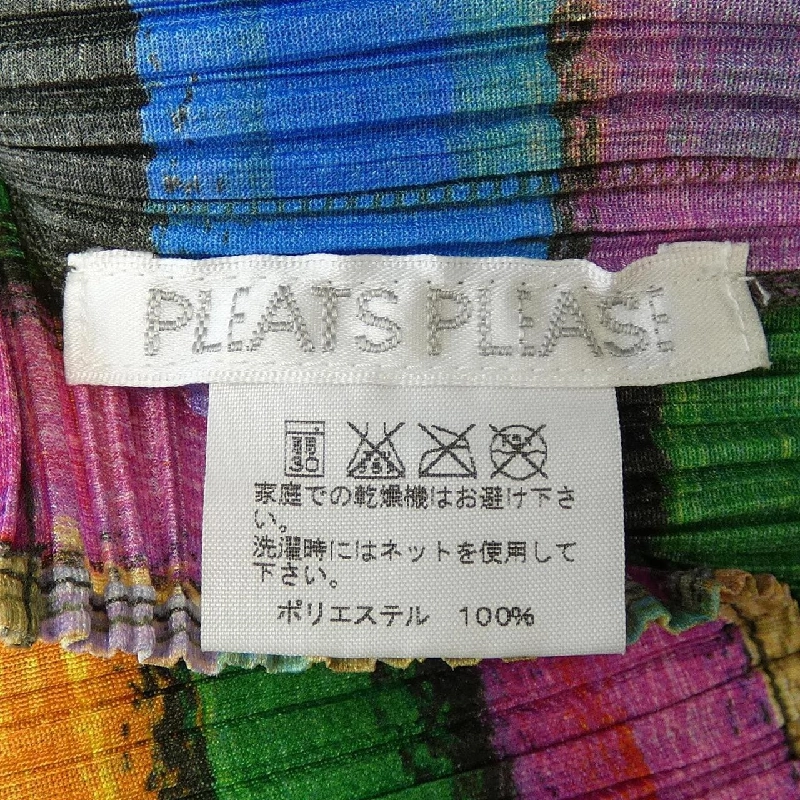 PLEATS PLEASE
家庭での乾燥機はお避け下さ
い。
洗濯時にはネットを使用して
下さい。
ポリエステル 100%